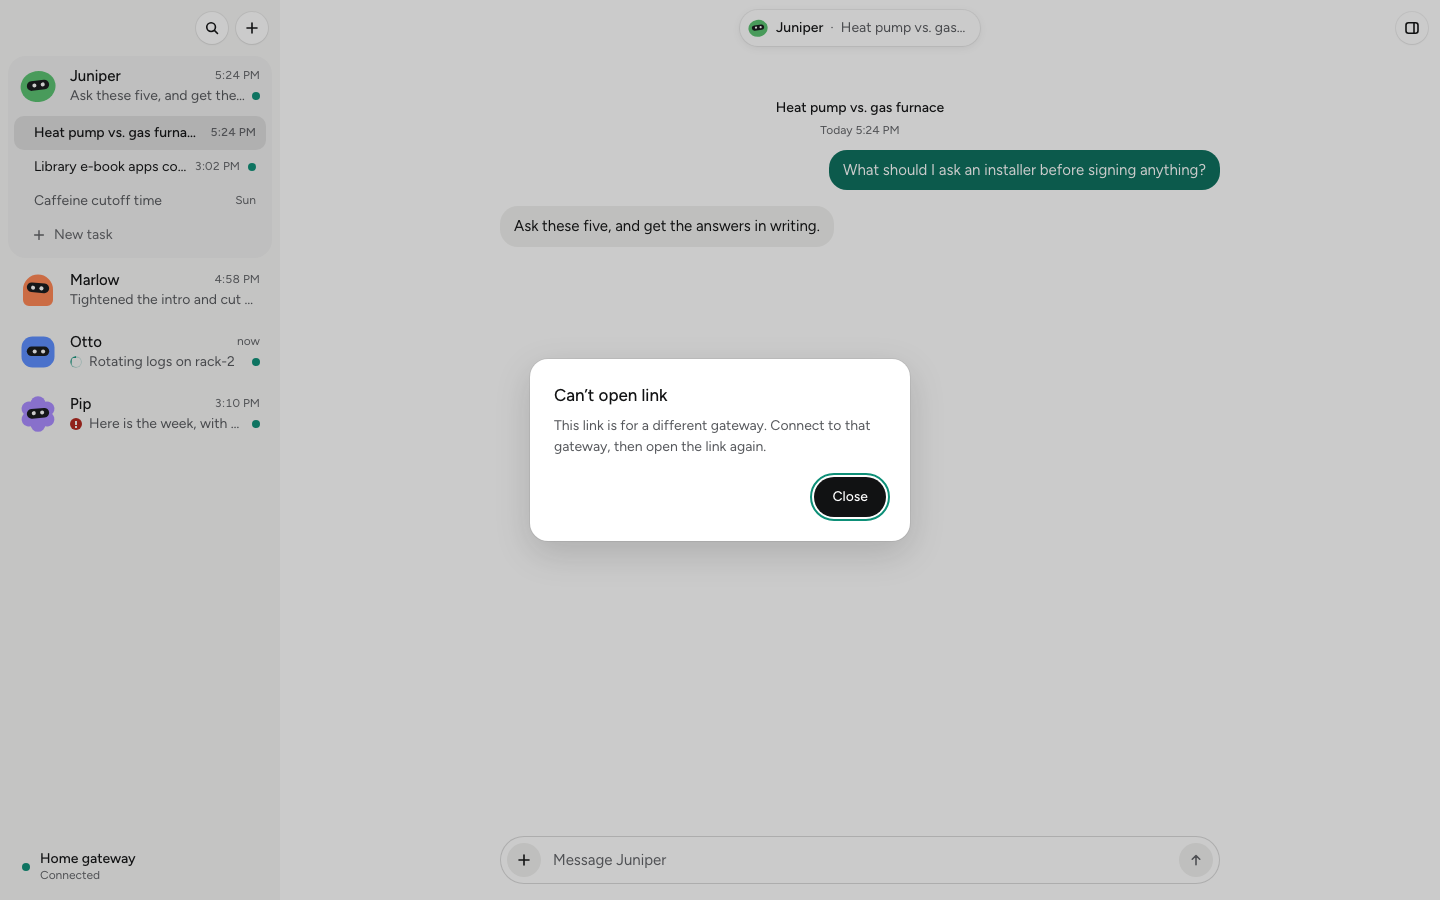 Juniper
5:24 PM
Ask these five, and get the...
Heat pump vs. gas furna...
5:24 PM
Library e-book apps co...
3:02 PM
Caffeine cutoff time
Sun
New task
Marlow
4:58 PM
Tightened the intro and cut ...
Otto
now
Rotating logs on rack-2
Pip
3:10 PM
Here is the week, with ...
Home gateway
Connected
Juniper · Heat pump vs. gas...
Heat pump vs. gas furnace
Today 5:24 PM
What should I ask an installer before signing anything?
Ask these five, and get the answers in writing.
Can’t open link
This link is for a different gateway. Connect to that
gateway, then open the link again.
Close
Message Juniper